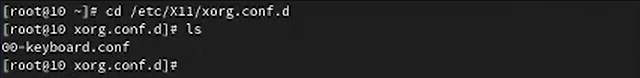 [root@10 ~]# cd /etc/X11/xorg.conf.d
[root@10 xorg.conf.d]# ls
00-keyboard.conf
[root@10 xorg.conf.d]#